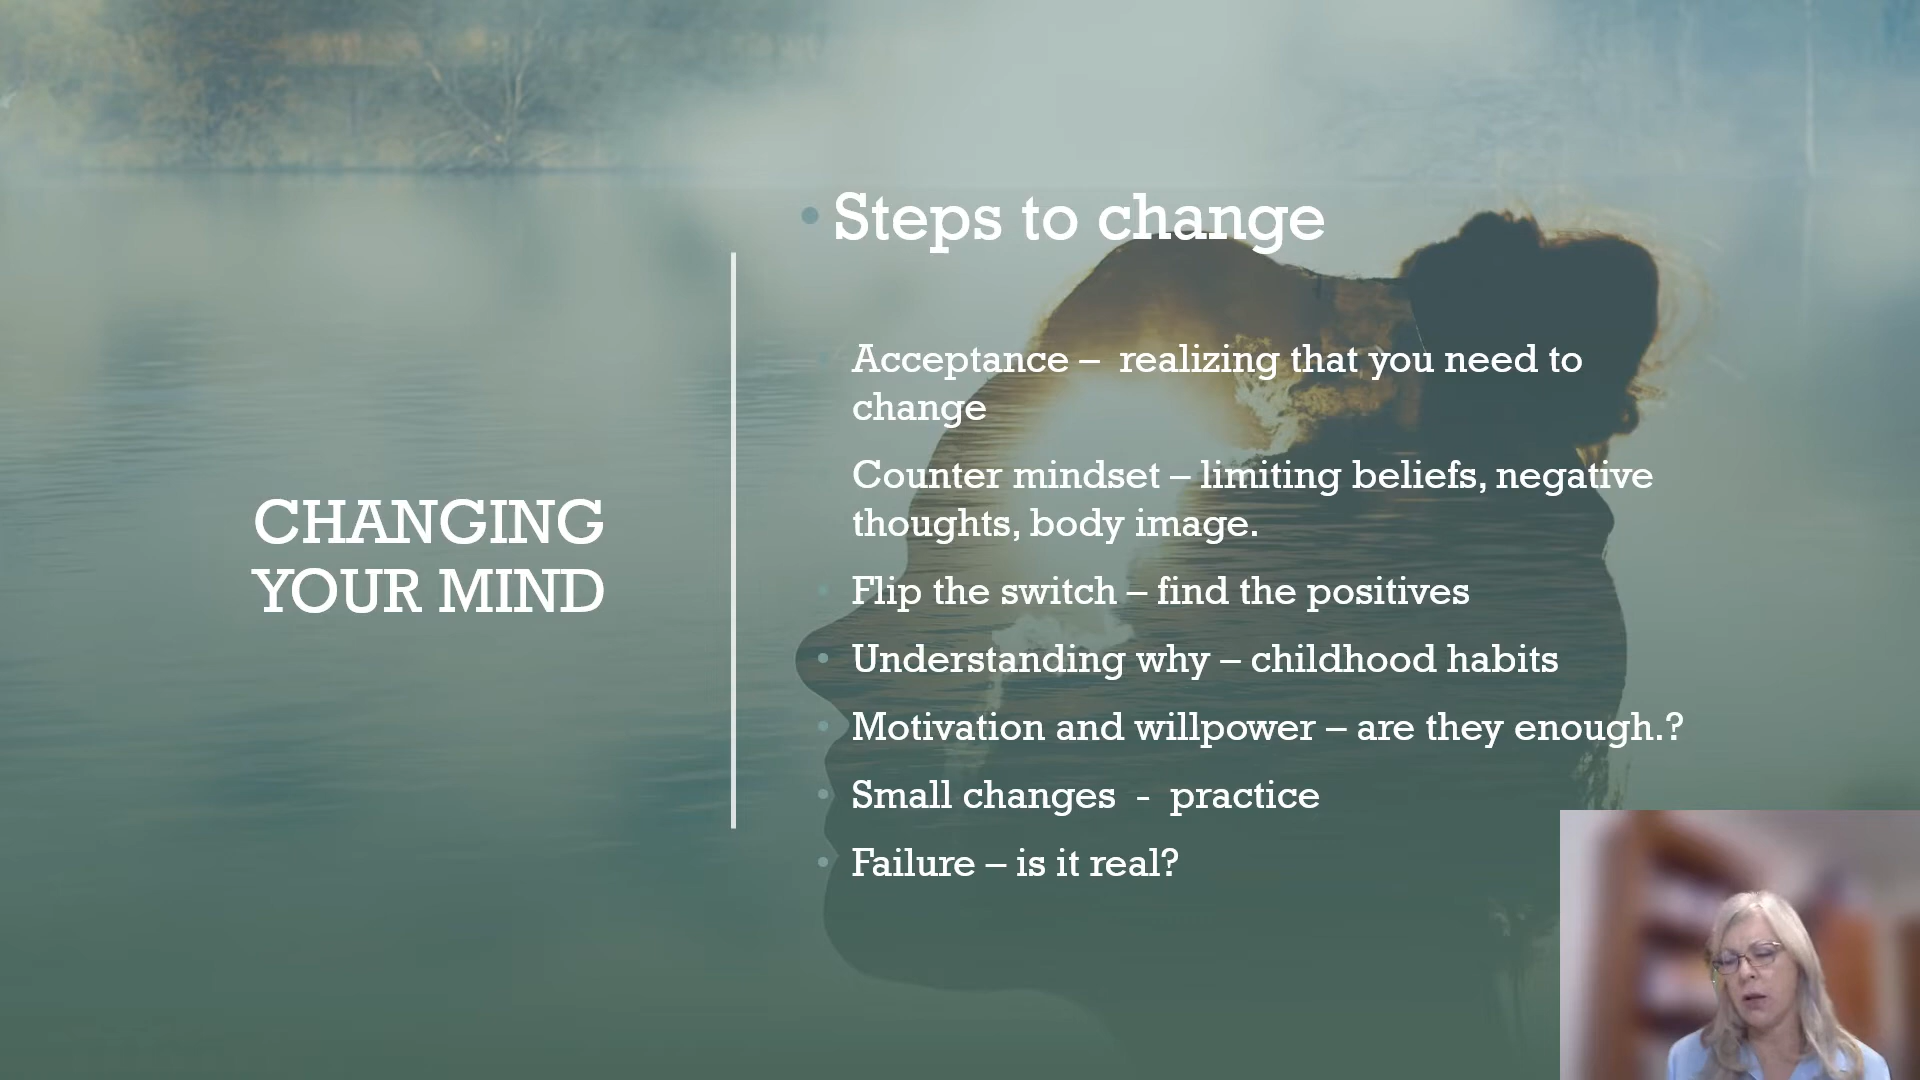 CHANGING
YOUR MIND
• Steps to change
Acceptance –  realizing that you need to
change
Counter mindset – limiting beliefs, negative
thoughts, body image.
• Flip the switch – find the positives
• Understanding why – childhood habits
• Motivation and willpower – are they enough.?
• Small changes  -  practice
• Failure – is it real?